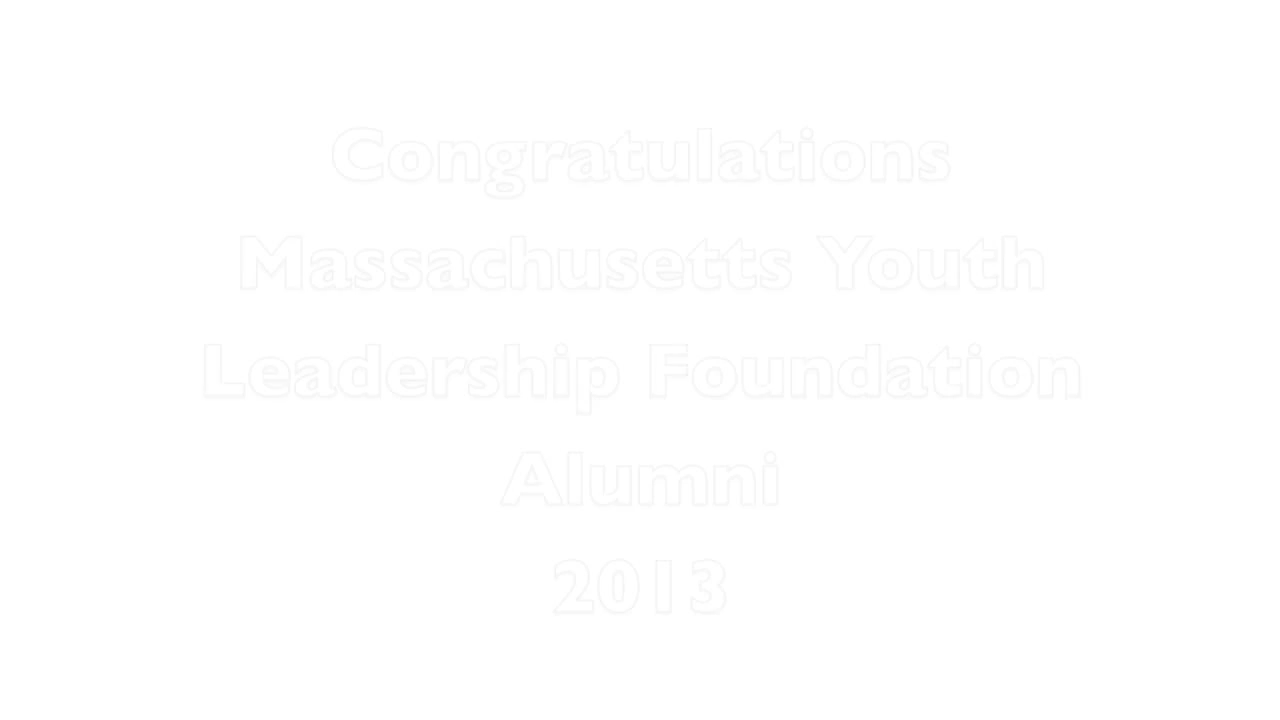 Congratulations
Massachusetts Youth
Leadership Foundation
Alumni
2013